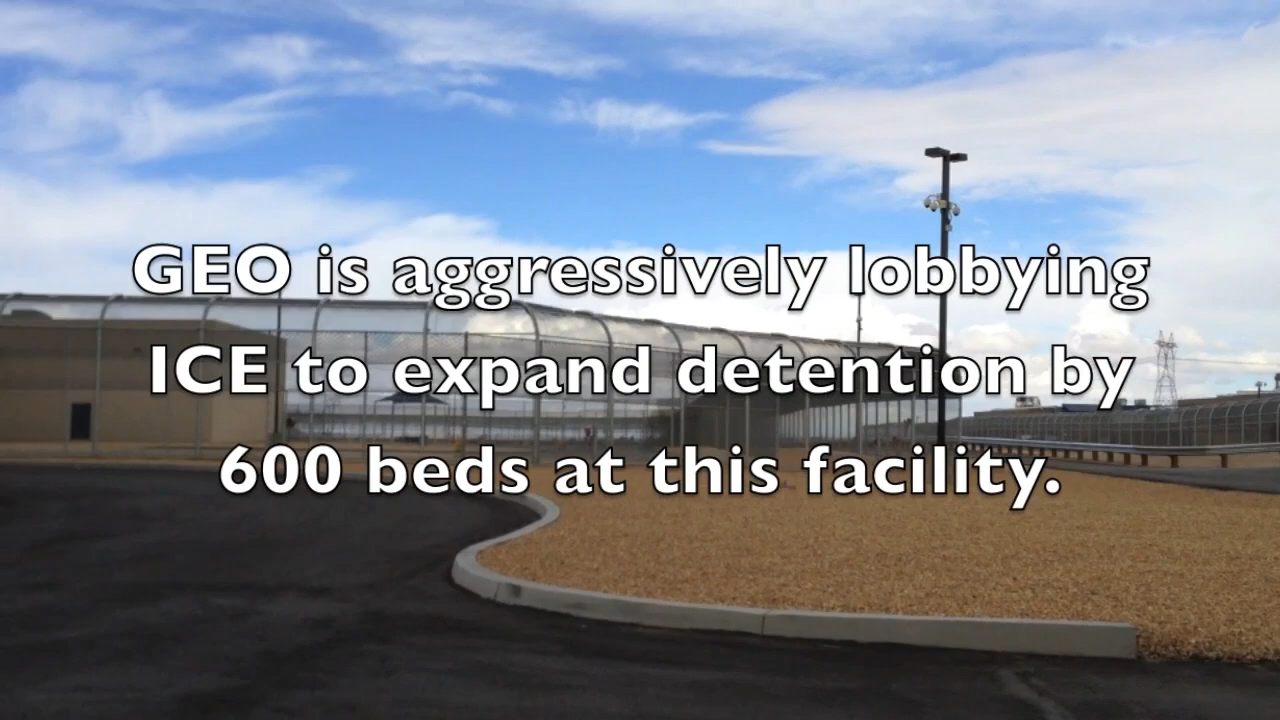 GEO is aggressively lobbying
ICE to expand detention by
600 beds at this facility.